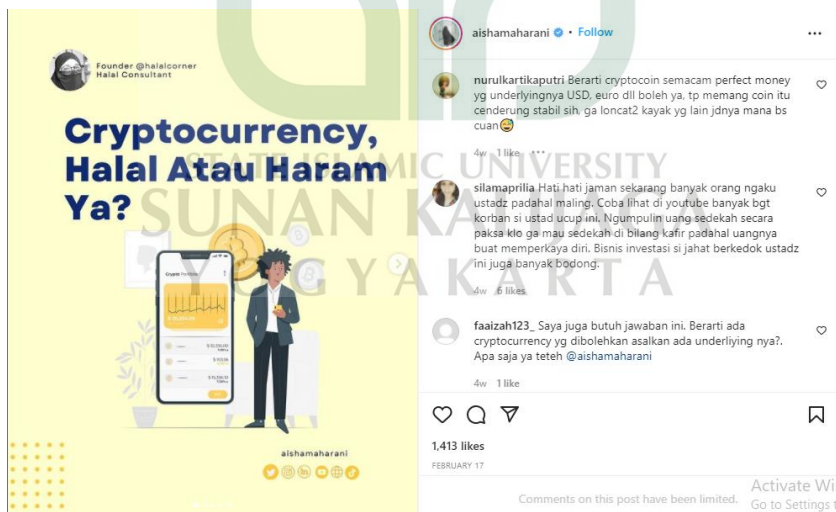 Founder @halalcorner
Halal Consultant
Cryptocurrency,
Halal Atau Haram
Ya?
aishamaharani
aishamaharani • Follow
nurulkartikaputri Berarti cryptocoin semacam perfect money
yg underlyingnya USD, euro dll boleh ya, tp memang coin itu
cenderung stabil sih, ga loncat2 kayak yg lain jdnya mana bs
cuan
4w 1 like
silamaprilia Hati hati jaman sekarang banyak orang ngaku
ustadz padahal maling. Coba lihat di youtube banyak bgt
korban si ustad ucup ini. Ngumpulin uang sedekah secara
paksa klo ga mau sedekah di bilang kafir padahal uangnya
buat memperkaya diri. Bisnis investasi si jahat berkedok ustadz
ini juga banyak bodong.
4w 6 likes
faaizah123_ Saya juga butuh jawaban ini. Berarti ada
cryptocurrency yg dibolehkan asalkan ada underliying nya?.
Apa saja ya teteh @aishamaharani
4w 1 like
1,413 likes
FEBRUARY 17
Comments on this post have been limited.
Activate Wi
Go to Settings t
STATE ISLAMIC UNIVERSITY
SUNAN KALIJAGA
YOGYAKARTA